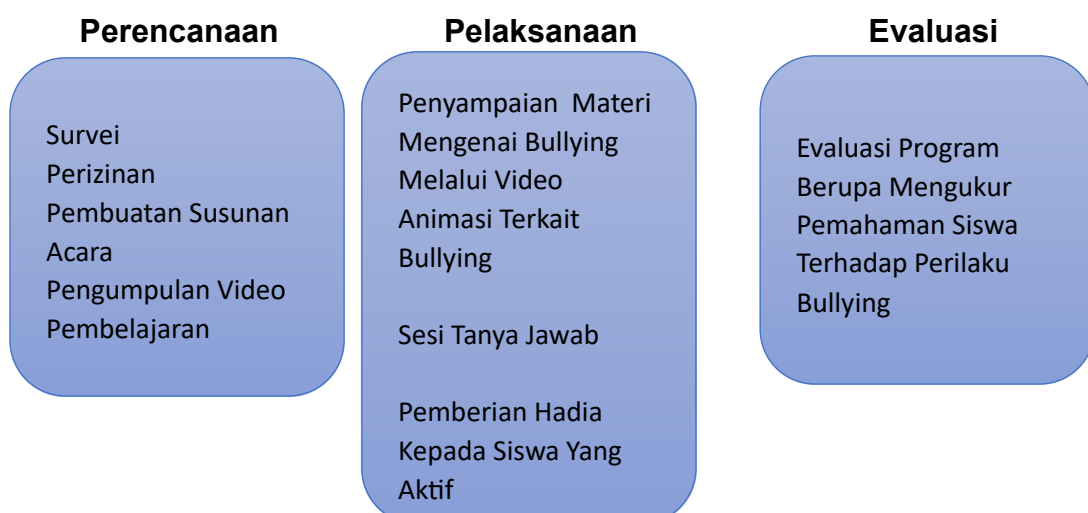 Perencanaan
Survei
Perizinan
Pembuatan Susunan
Acara
Pengumpulan Video
Pembelajaran
Pelaksanaan
Penyampaian  Materi
Mengenai Bullying
Melalui Video
Animasi Terkait
Bullying
Sesi Tanya Jawab
Pemberian Hadia
Kepada Siswa Yang
Aktif
Evaluasi
Evaluasi Program
Berupa Mengukur
Pemahaman Siswa
Terhadap Perilaku
Bullying